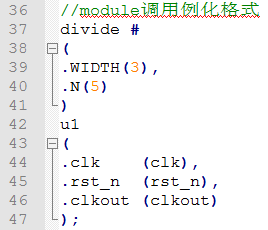 36 //module调用例化格式
37 divide #
38 (
39 .WIDTH(3),
40 .N(5)
41 )
42 u1
43 (
44 .clk    (clk),
45 .rst_n  (rst_n),
46 .clkout (clkout)
47 );